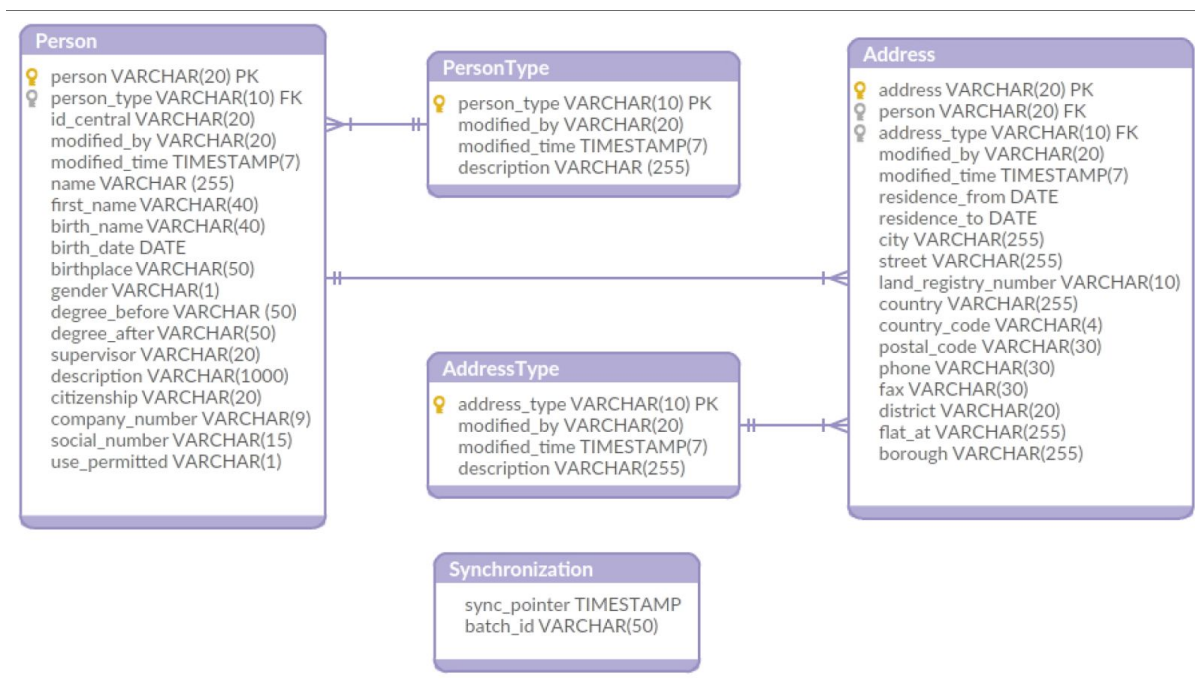 Person
person VARCHAR(20) PK
person_type VARCHAR(10) FK
id_central VARCHAR(20)
modified_by VARCHAR(20)
modified_time TIMESTAMP(7)
name VARCHAR (255)
first_name VARCHAR(40)
birth_name VARCHAR(40)
birth_date DATE
birthplace VARCHAR(50)
gender VARCHAR(1)
degree_before VARCHAR (50)
degree_after VARCHAR(50)
supervisor VARCHAR(20)
description VARCHAR(1000)
citizenship VARCHAR(20)
company_number VARCHAR(9)
social_number VARCHAR(15)
use_permitted VARCHAR(1)
PersonType
person_type VARCHAR(10) PK
modified_by VARCHAR(20)
modified_time TIMESTAMP(7)
description VARCHAR (255)
AddressType
address_type VARCHAR(10) PK
modified_by VARCHAR(20)
modified_time TIMESTAMP(7)
description VARCHAR(255)
Synchronization
sync_pointer TIMESTAMP
batch_id VARCHAR(50)
Address
address VARCHAR(20) PK
person VARCHAR(20) FK
address_type VARCHAR(10) FK
modified_by VARCHAR(20)
modified_time TIMESTAMP(7)
residence_from DATE
residence_to DATE
city VARCHAR(255)
street VARCHAR(255)
land_registry_number VARCHAR(10)
country VARCHAR(255)
country_code VARCHAR(4)
postal_code VARCHAR(30)
phone VARCHAR(30)
fax VARCHAR(30)
district VARCHAR(20)
flat_at VARCHAR(255)
borough VARCHAR(255)